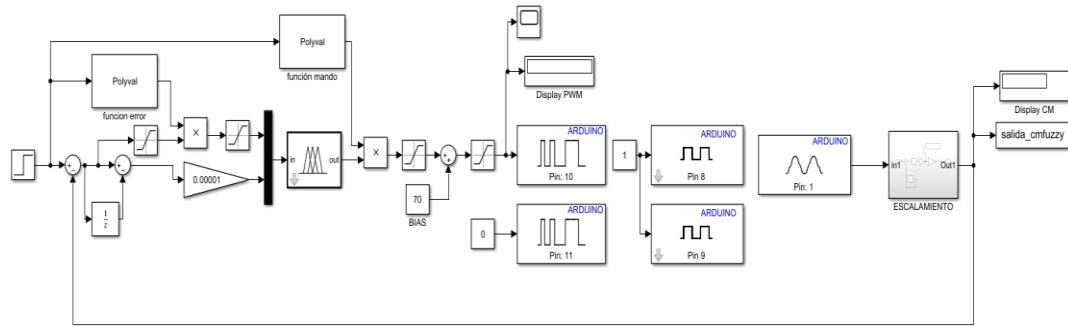 Polyval
función mando
Polyval
funcion error
X
0.00001
1
z
in
out
X
70
BIAS
Display PWM
ARDUINO
Pin: 10
0
ARDUINO
Pin: 11
1
ARDUINO
Pin 8
ARDUINO
Pin 9
ARDUINO
Pin: 1
In1
Out1
ESCALAMIENTO
Display CM
salida_cmfuzzy